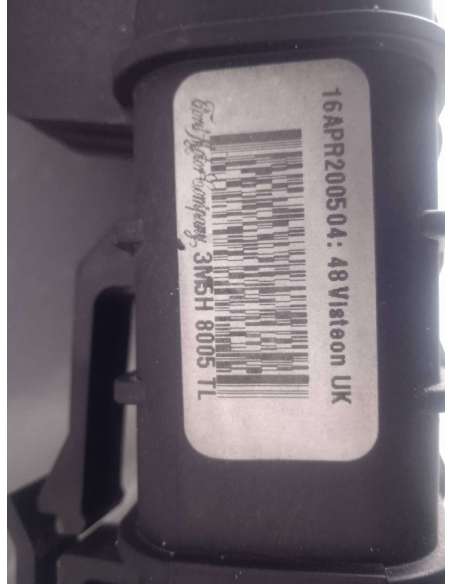 16APR200504:48 Visteon UK
Ford Motor Company, 3M5H 8005 TL